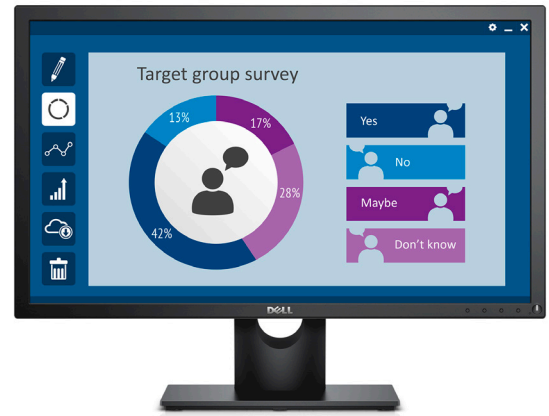 Target group survey
13%
17%
28%
42%
Yes
No
Maybe
Don't know
DELL